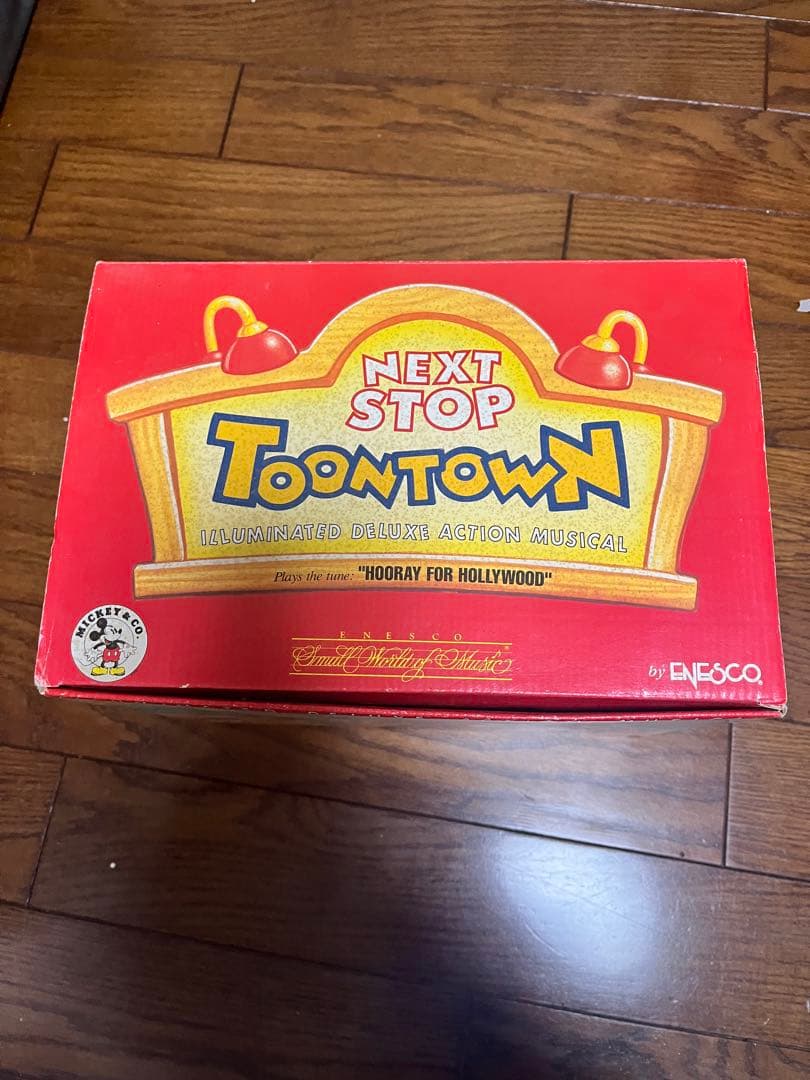 NEXT
STOP
TOONTOWN
ILLUMINATED DELUXE ACTION MUSICAL
Plays the tune: "HOORAY FOR HOLLYWOOD"
MICKEY & CO.
ENESCO
Small World of Music®
by ENESCO®